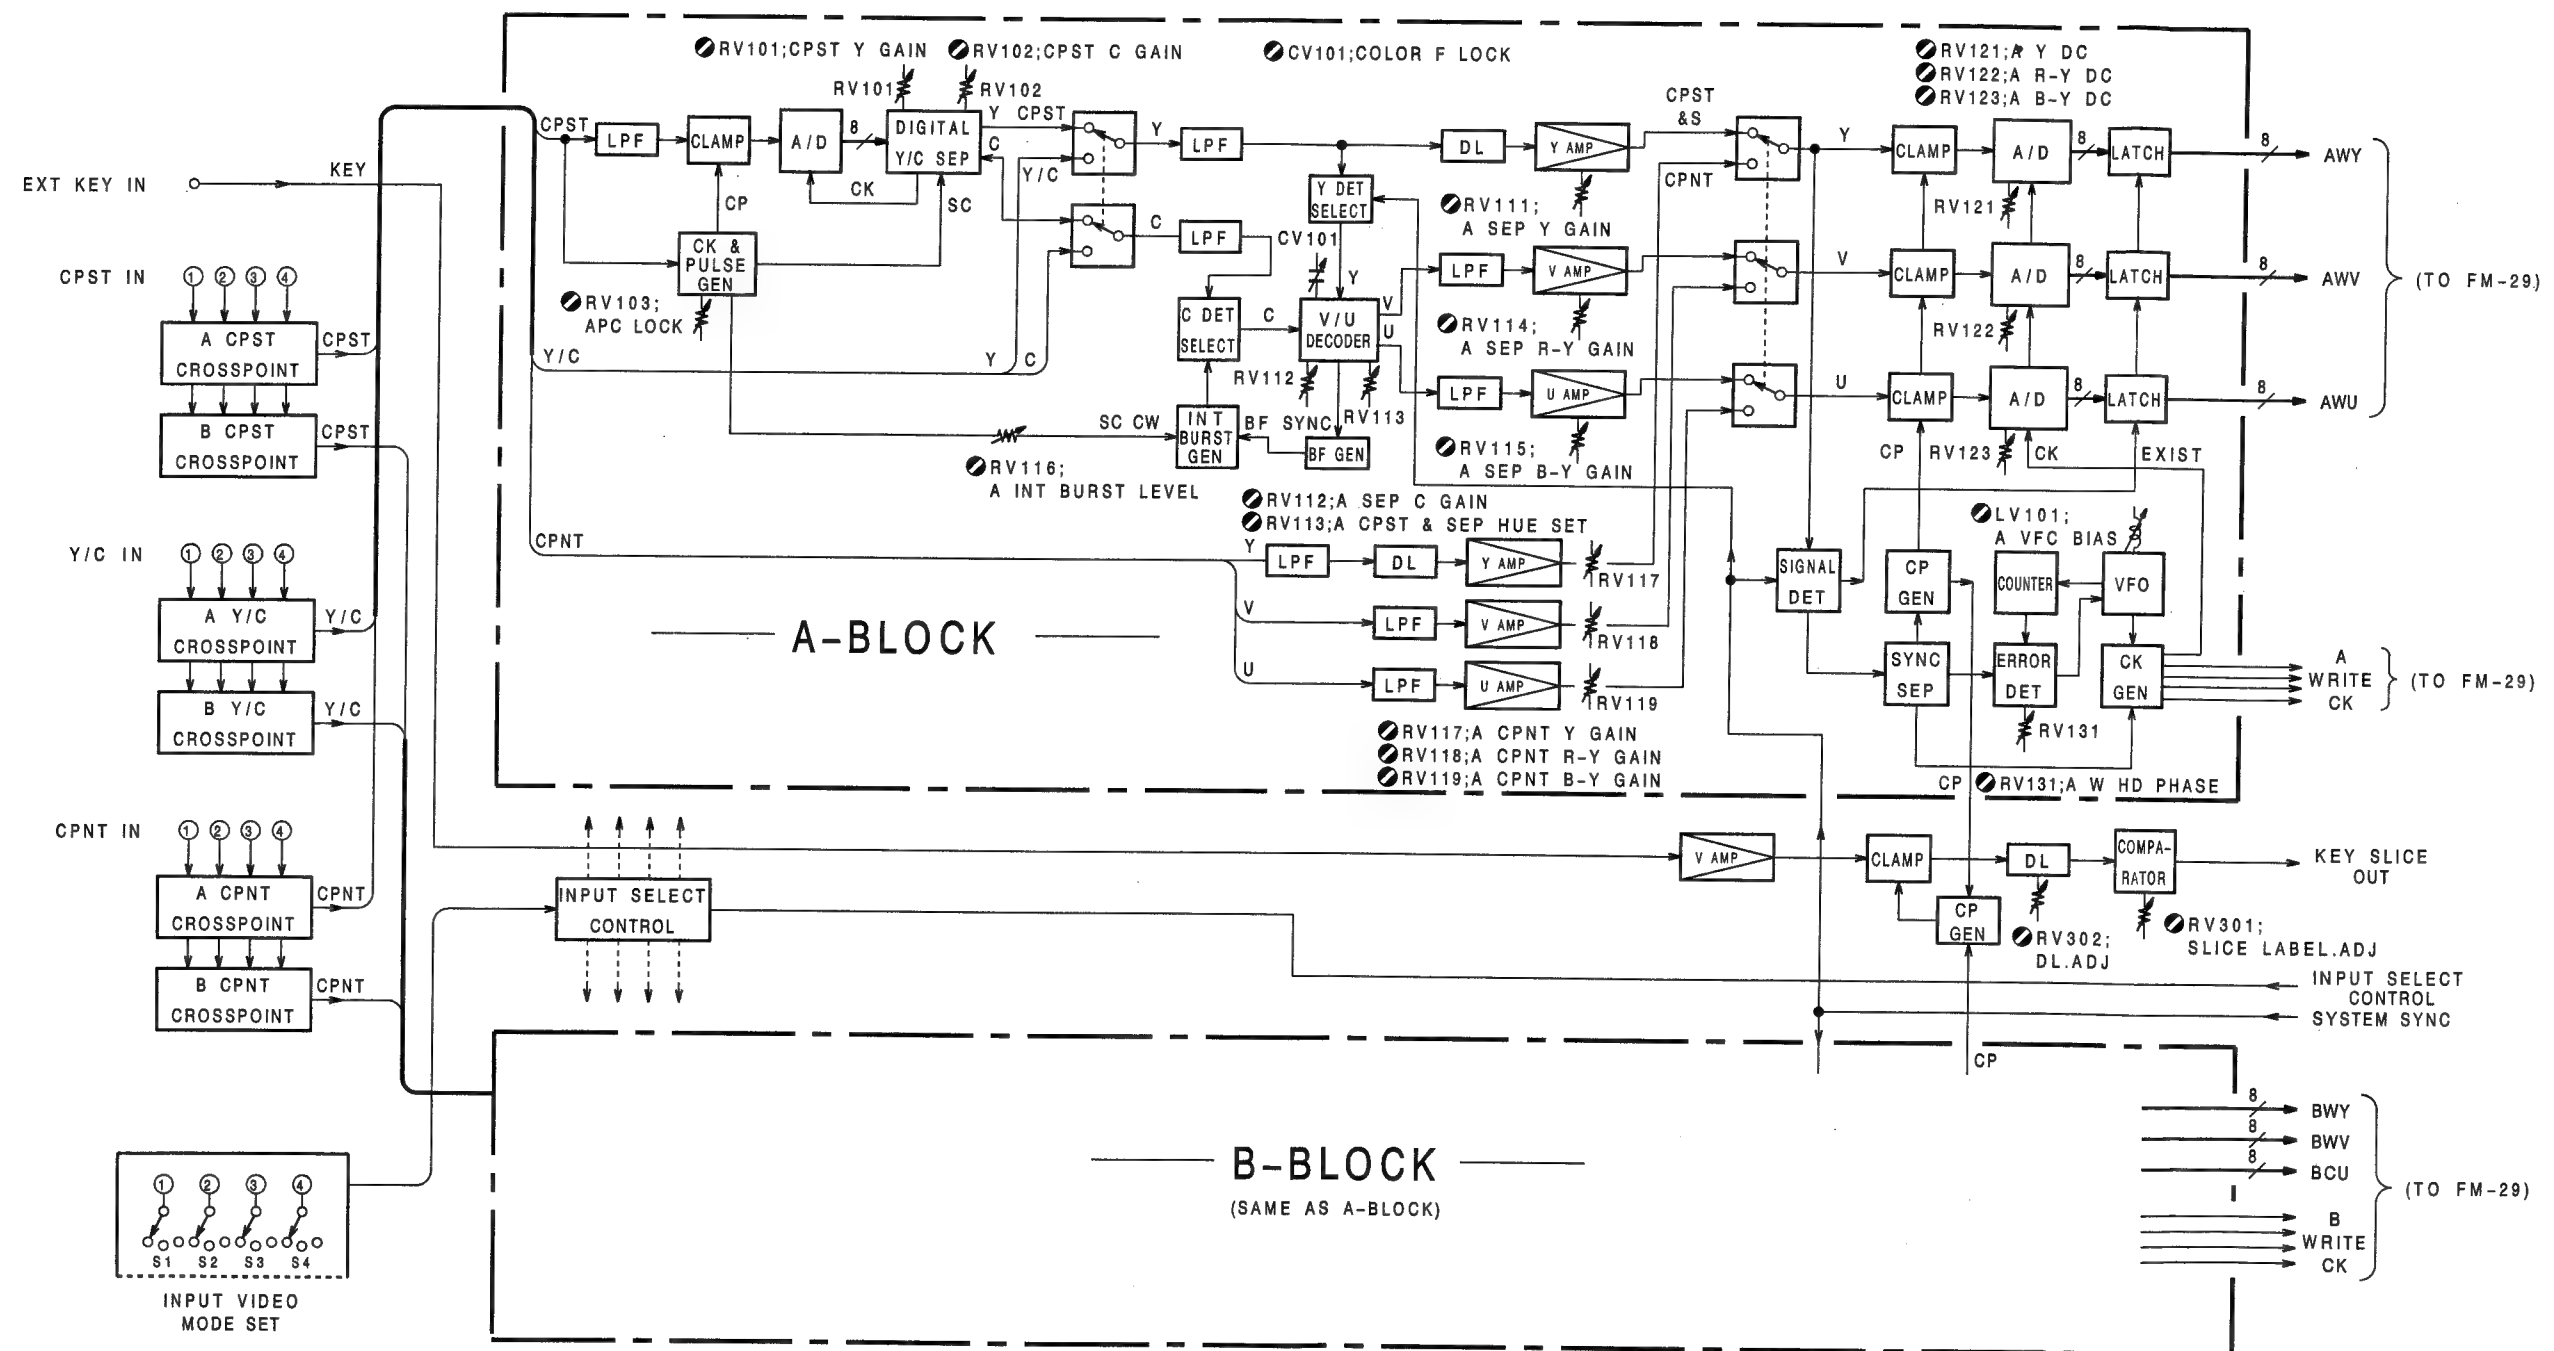 RV101;CPST Y GAIN
RV102;CPST C GAIN
CV101;COLOR F LOCK
RV121;A Y DC
RV122;A R-Y DC
RV123;A B-Y DC
RV101
RV102
CPST
LPF
CLAMP
A/D
8
DIGITAL
Y/C SEP
Y CPST
C
Y/C
Y
LPF
DL
Y AMP
CPST
&S
CPNT
Y
CLAMP
A/D
8
LATCH
8
AWY
EXT KEY IN
KEY
CP
CK
SC
C
LPF
Y DET
SELECT
RV111;
A SEP Y GAIN
RV121
CK &
PULSE
GEN
RV103;
APC LOCK
CV101
Y
C DET
SELECT
C
V/U
DECODER
V
U
LPF
V AMP
RV114;
A SEP R-Y GAIN
V
CLAMP
A/D
8
LATCH
8
AWV
(TO FM-29)
RV122
CPST IN
1 2 3 4
A CPST
CROSSPOINT
CPST
B CPST
CROSSPOINT
CPST
Y/C
Y
C
RV112
RV113
LPF
U AMP
RV115;
A SEP B-Y GAIN
U
CLAMP
A/D
8
LATCH
8
AWU
SC CW
INT
BURST
GEN
BF SYNC
BF GEN
RV116;
A INT BURST LEVEL
CP
RV123
CK
EXIST
RV112;A SEP C GAIN
RV113;A CPST & SEP HUE SET
LV101;
A VFC BIAS
CPNT
Y
LPF
DL
Y AMP
RV117
V
LPF
V AMP
RV118
U
LPF
U AMP
RV119
SIGNAL
DET
CP
GEN
COUNTER
VFO
SYNC
SEP
ERROR
DET
CK
GEN
RV131
A
WRITE
CK
(TO FM-29)
Y/C IN
1 2 3 4
A Y/C
CROSSPOINT
Y/C
B Y/C
CROSSPOINT
Y/C
A-BLOCK
RV117;A CPNT Y GAIN
RV118;A CPNT R-Y GAIN
RV119;A CPNT B-Y GAIN
CP
RV131;A W HD PHASE
CPNT IN
1 2 3 4
A CPNT
CROSSPOINT
CPNT
B CPNT
CROSSPOINT
CPNT
INPUT SELECT
CONTROL
V AMP
CLAMP
DL
COMPA-
RATOR
KEY SLICE
OUT
CP
GEN
RV302;
DL.ADJ
RV301;
SLICE LABEL.ADJ
INPUT SELECT
CONTROL
SYSTEM SYNC
CP
B-BLOCK
(SAME AS A-BLOCK)
8
BWY
8
BWV
8
BCU
B
WRITE
CK
(TO FM-29)
1 2 3 4
S1 S2 S3 S4
INPUT VIDEO
MODE SET